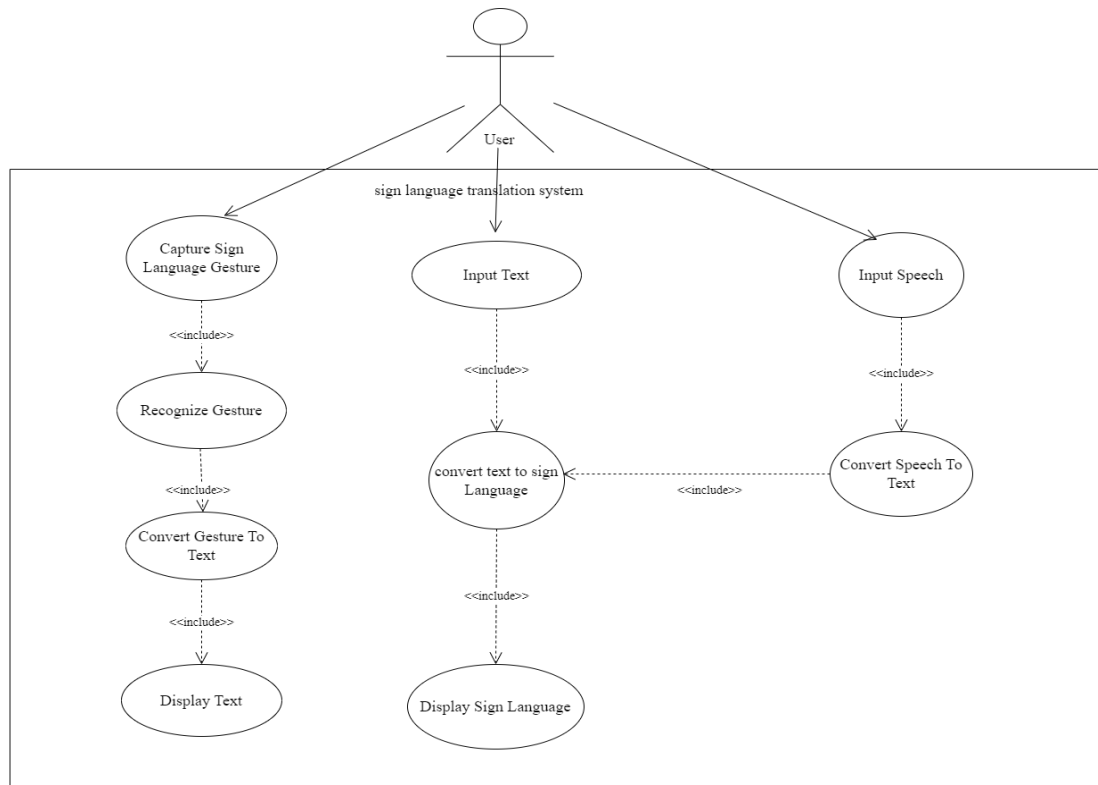 User
sign language translation system
Capture Sign
Language Gesture
Input Text
Input Speech
<<include>>
<<include>>
<<include>>
Recognize Gesture
convert text to sign
Language
Convert Speech To
Text
<<include>>
<<include>>
Convert Gesture To
Text
<<include>>
<<include>>
Display Text
Display Sign Language